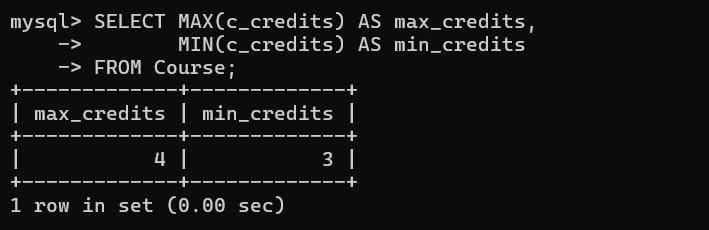 mysql> SELECT MAX(c_credits) AS max_credits,
    ->        MIN(c_credits) AS min_credits
    -> FROM Course;
+-------------+-------------+
| max_credits | min_credits |
+-------------+-------------+
|           4 |           3 |
+-------------+-------------+
1 row in set (0.00 sec)